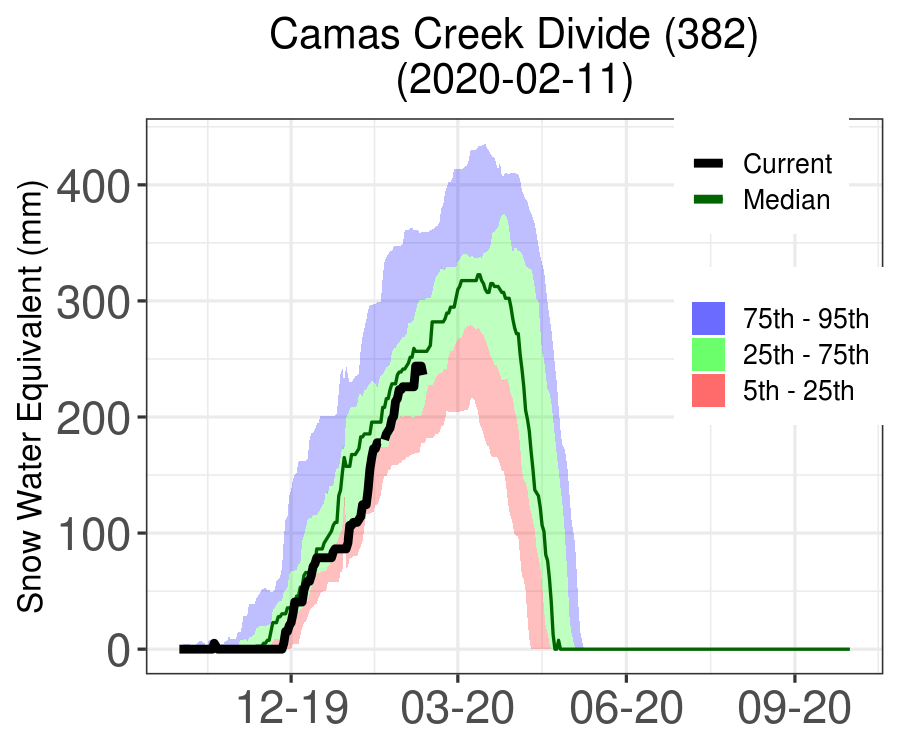 Camas Creek Divide (382)
(2020-02-11)
Snow Water Equivalent (mm)
400
300
200
100
0
12-19
03-20
06-20
09-20
Current
Median
75th - 95th
25th - 75th
5th - 25th